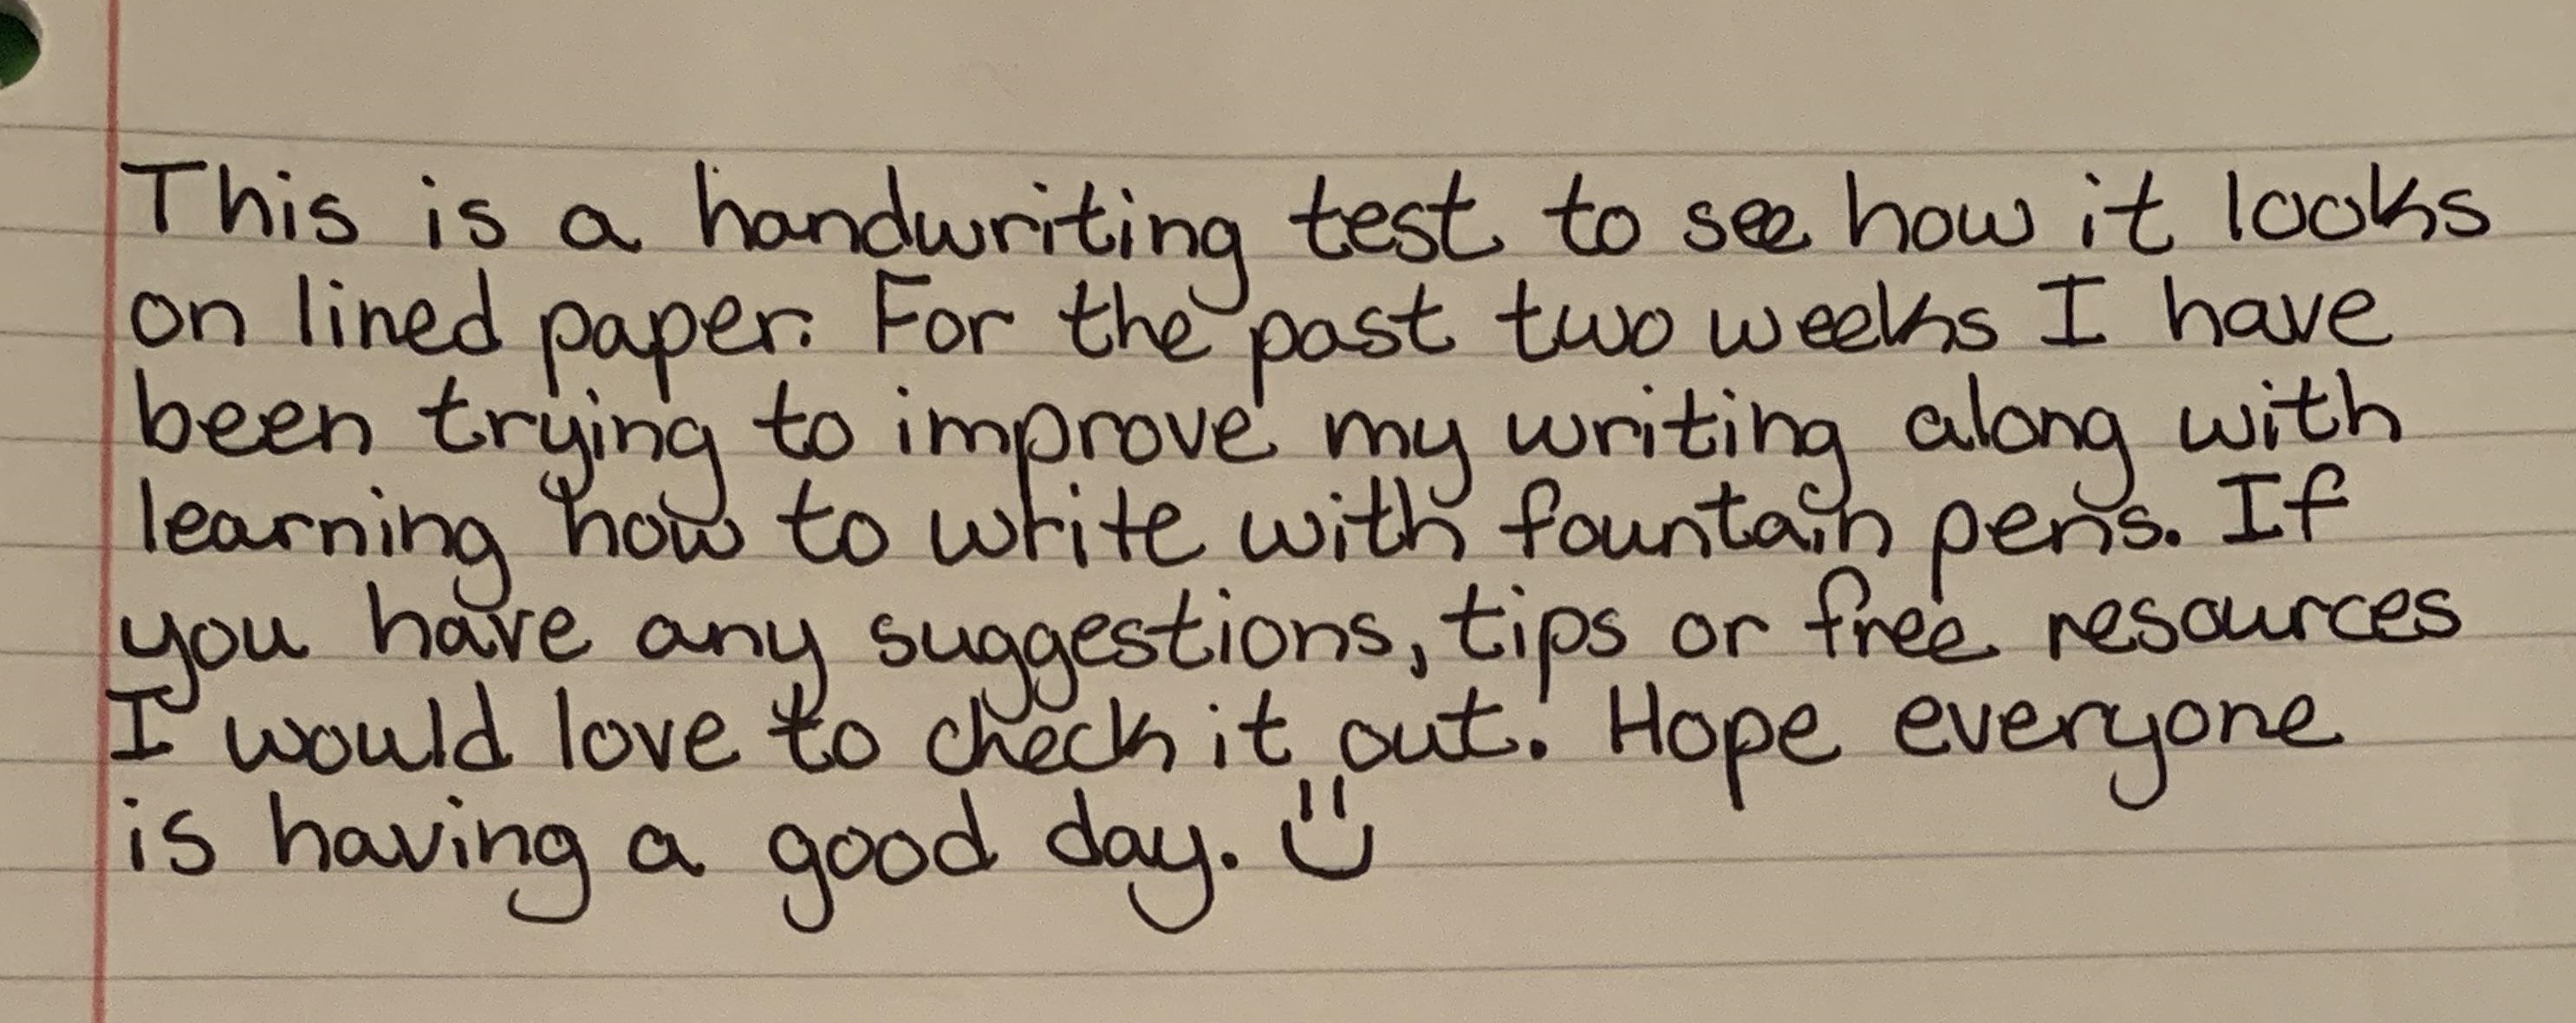 This is a handwriting test to see how it looks
on lined paper. For the past two weeks I have
been trying to improve my writing along with
learning how to write with fountain pens. If
you have any suggestions, tips or free resources
I would love to check it out. Hope everyone
is having a good day.